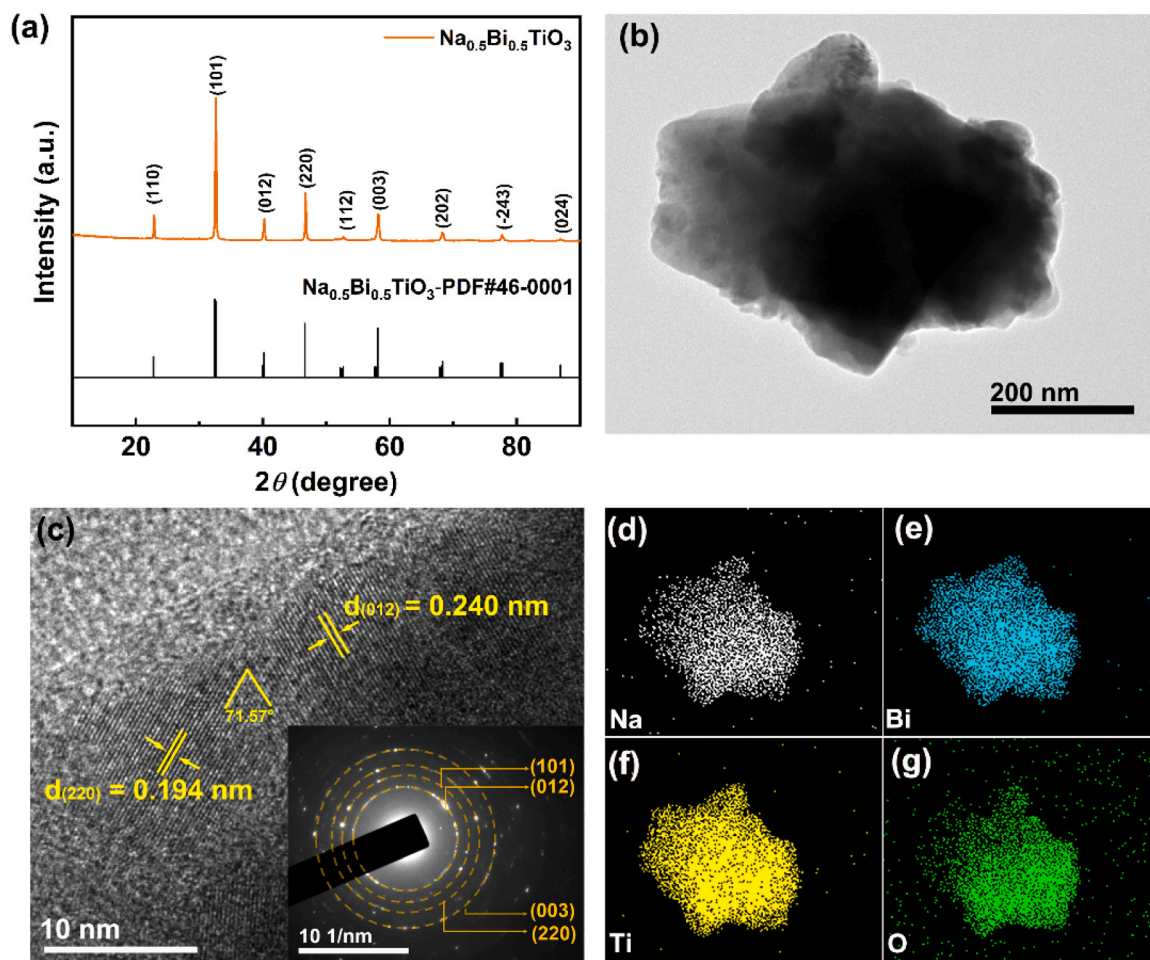 (a)
Na0.5Bi0.5TiO3
(110)
(101)
(012)
(220)
(112)
(003)
(202)
(-243)
(024)
Na0.5Bi0.5TiO3-PDF#46-0001
Intensity (a.u.)
20
40
60
80
2θ (degree)
(b)
200 nm
(c)
d(012) = 0.240 nm
71.57°
d(220) = 0.194 nm
(101)
(012)
(003)
(220)
10 nm
10 1/nm
(d)
Na
(e)
Bi
(f)
Ti
(g)
O